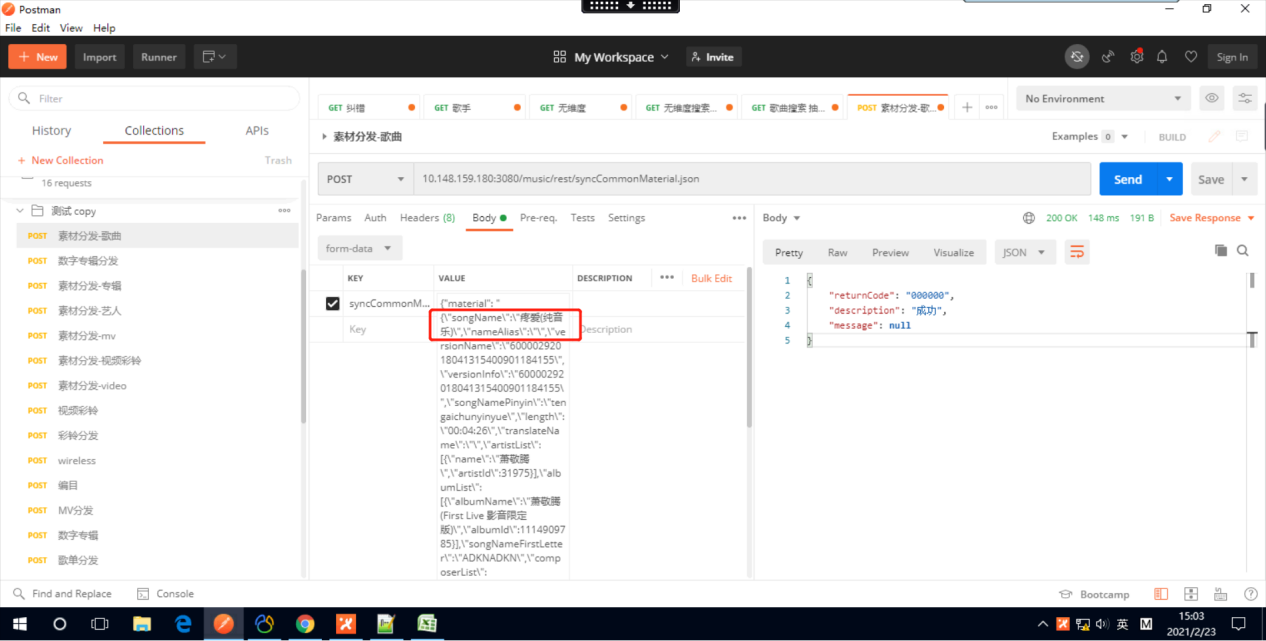 Postman
File Edit View Help
New Import Runner My Workspace Invite Sign In
Filter
History Collections APIs
+ New Collection Trash
16 requests
测试 copy
POST 素材分发-歌曲
POST 数字专辑分发
POST 素材分发-专辑
POST 素材分发-艺人
POST 素材分发-mv
POST 素材分发-视频彩铃
POST 素材分发-video
POST 视频彩铃
POST 彩铃分发
POST wireless
POST 编目
POST MV分发
POST 数字专辑
POST 歌单分发
GET 纠错 GET 歌手 GET 无维度 GET 无维度搜索... GET 歌曲搜索 抽... POST 素材分发-歌... No Environment
素材分发-歌曲 Examples 0 BUILD
POST 10.148.159.180:3080/music/rest/syncCommonMaterial.json Send Save
Params Auth Headers (8) Body Pre-req. Tests Settings
form-data
KEY VALUE DESCRIPTION Bulk Edit
syncCommonM...
Key
{"material": "
{\"songName\":\"疼爱(纯音
乐)\",\"nameAlias\":\"\",\"ve
rsionName\":\"600002920
18041315400901184155\"
,\"versionInfo\":\"60000292
018041315400901184155\
",\"songNamePinyin\":\"ten
gaichunyinyue\",\"length\":
\"00:04:26\",\"translateNa
me\":\"\",\"artistList\":
[{\"name\":\"萧敬腾
\",\"artistId\":31975}],\"alb
umList\":
[{\"albumName\":\"萧敬腾
(First Live 影音限定
版)\",\"albumId\":11149097
85}],\"songNameFirstLette
r\":\"ADKNADKN\",\"comp
oserList\":
Description
Body 200 OK 148 ms 191 B Save Response
Pretty Raw Preview Visualize JSON
1 {
2 "returnCode": "000000",
3 "description": "成功",
4 "message": null
5 }
Find and Replace Console Bootcamp
英 M 15:03
2021/2/23